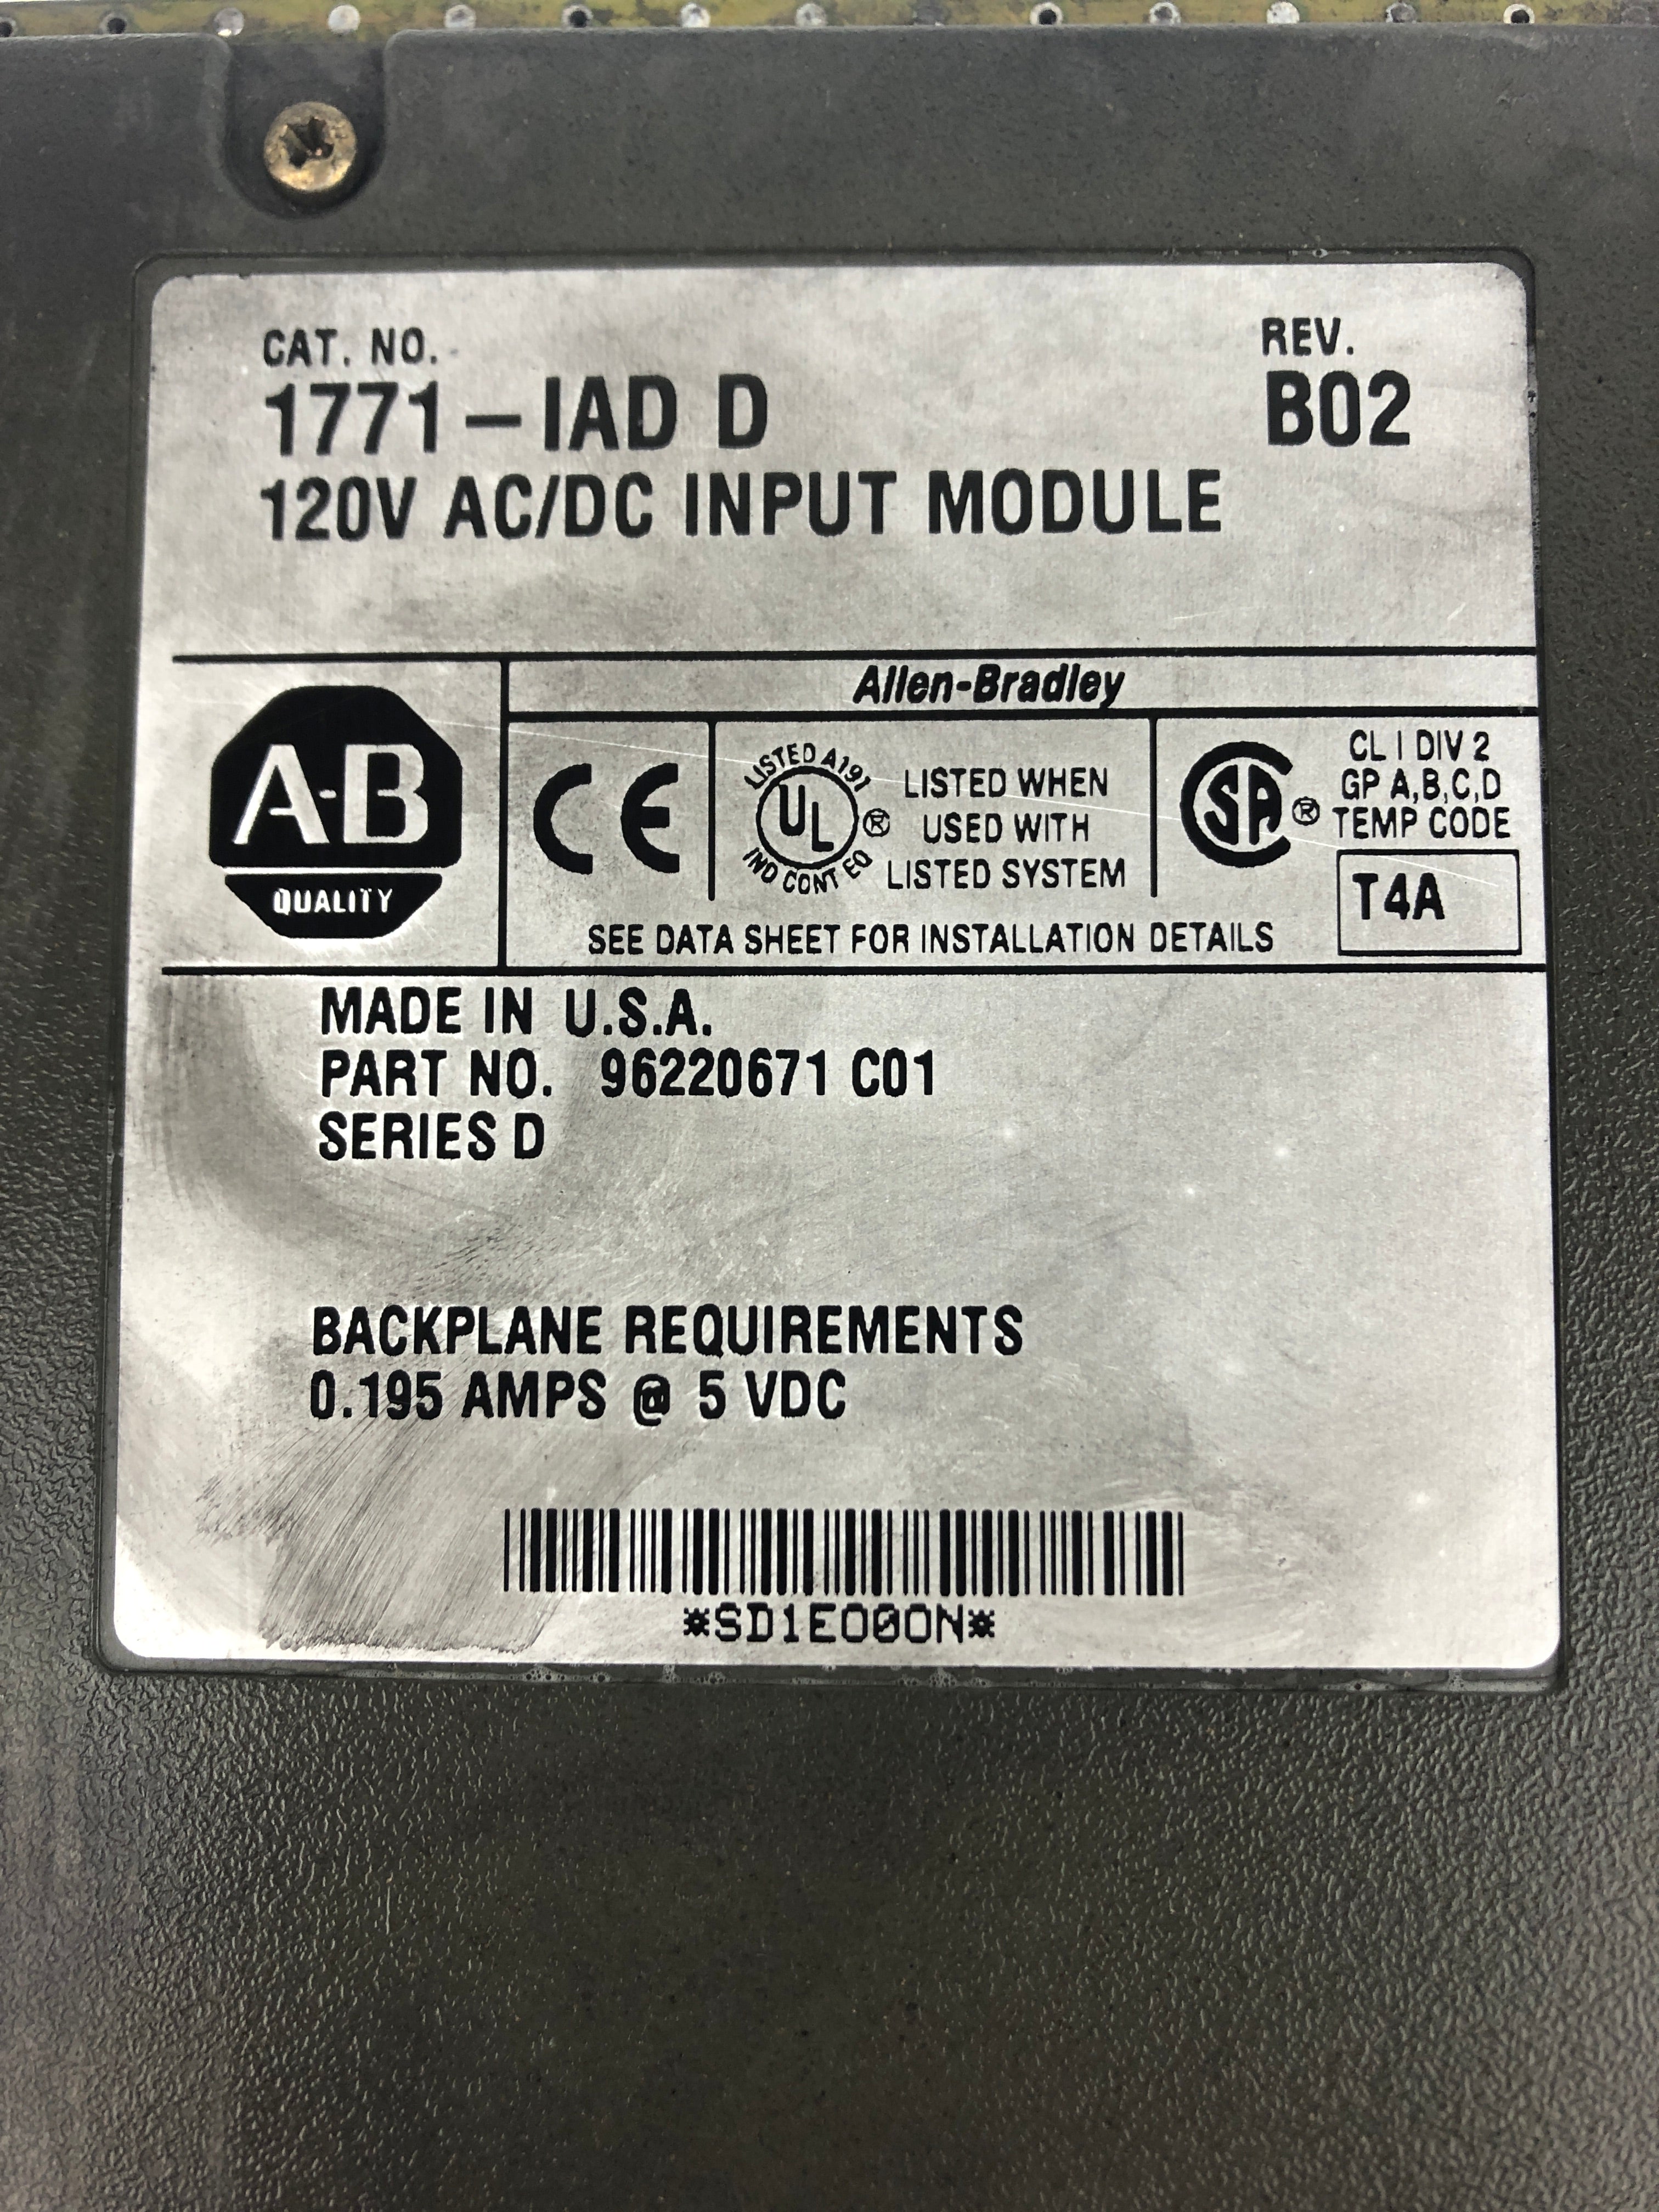 CAT. NO.
REV.
1771-IAD D
B02
120V AC/DC INPUT MODULE
Allen-Bradley
A-B
QUALITY
CE
LISTED A191
UL
®
IND CONT EQ
LISTED WHEN
USED WITH
LISTED SYSTEM
SA
®
CL I DIV 2
GP A,B,C,D
TEMP CODE
T4A
SEE DATA SHEET FOR INSTALLATION DETAILS
MADE IN U.S.A.
PART NO. 96220671 C01
SERIES D
BACKPLANE REQUIREMENTS
0.195 AMPS @ 5 VDC
*SD1EO0ON*